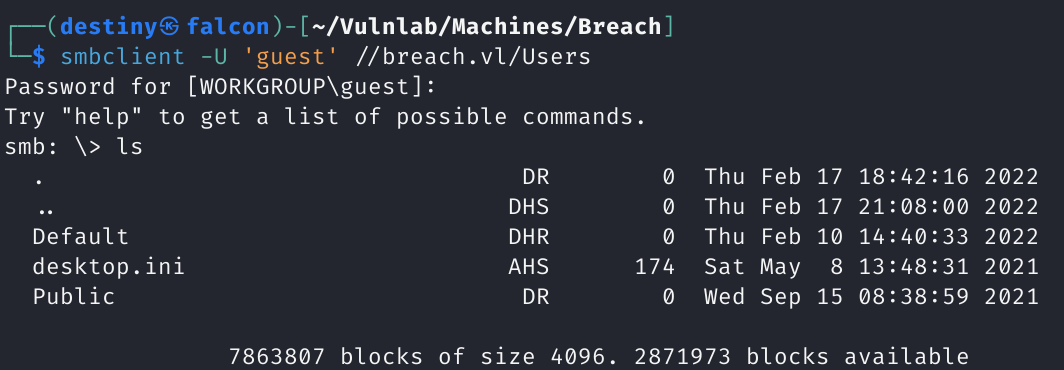 ┌──(destiny㉿falcon)-[~/Vulnlab/Machines/Breach]
└─$ smbclient -U 'guest' //breach.vl/Users
Password for [WORKGROUP\guest]:
Try "help" to get a list of possible commands.
smb: \> ls
  .                                   DR        0  Thu Feb 17 18:42:16 2022
  ..                                 DHS        0  Thu Feb 17 21:08:00 2022
  Default                            DHR        0  Thu Feb 10 14:40:33 2022
  desktop.ini                        AHS      174  Sat May  8 13:48:31 2021
  Public                              DR        0  Wed Sep 15 08:38:59 2021
                7863807 blocks of size 4096. 2871973 blocks available